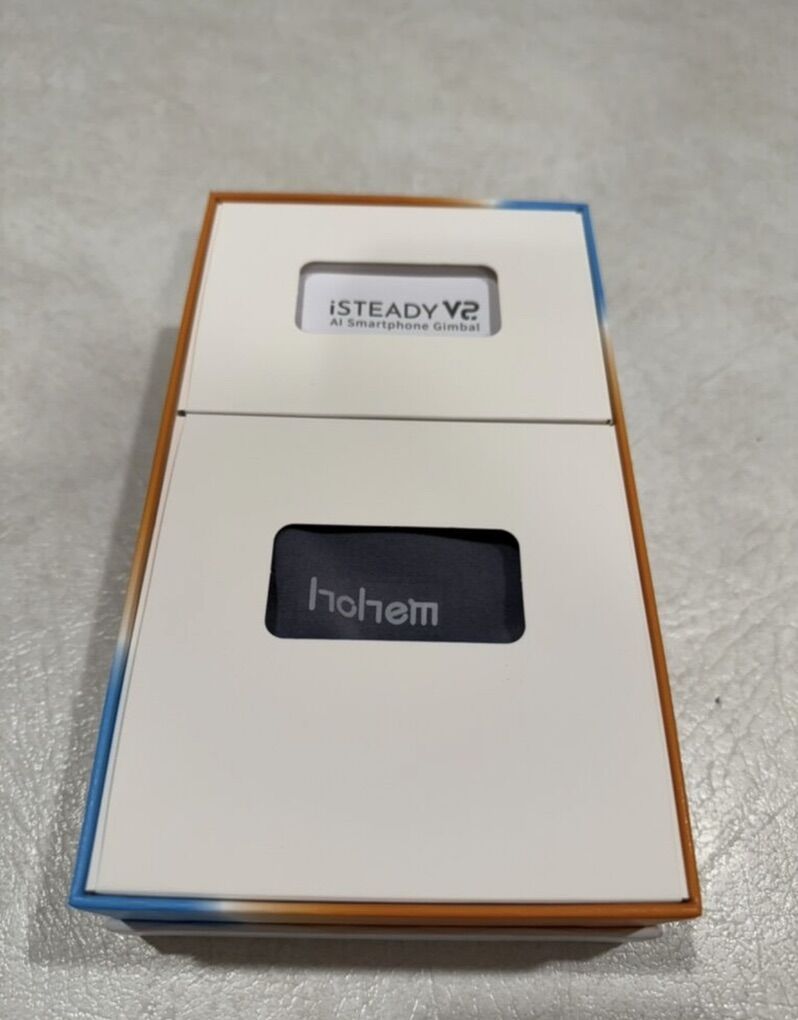 iSTEADY V2
AI Smartphone Gimbal
hohem